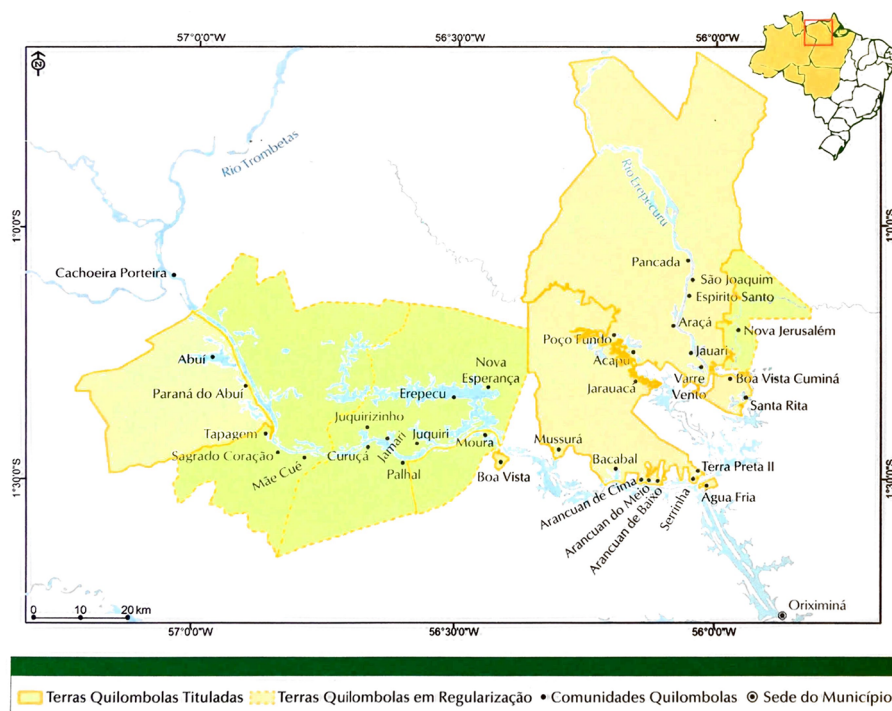 57°0'0"W
56°30'0"W
56°0'0"W
N
Rio Trombetas
Rio Erepecuru
1°0'0"S
1°0'0"S
Pancada
Cachoeira Porteira
São Joaquim
Espirito Santo
Araçá
Nova Jerusalém
Poço Fundo
Abuí
Acapu
Jauari
Nova
Esperança
Varre
Vento
Boa Vista Cuminá
Paraná do Abuí
Erepecu
Jarauacá
Santa Rita
Juquirizinho
Tapagem
Jamari
Juquiri
Moura
Mussurá
Sagrado Coração
Curuçá
Mãe Cué
Palhal
Boa Vista
Bacabal
Terra Preta II
1°30'0"S
1°30'0"S
Arancuan de Cima
Arancuan do Meio
Arancuan de Baixo
Serrinha
Água Fria
Oriximiná
0 10 20 km
57°0'0"W
56°30'0"W
56°0'0"W
Terras Quilombolas Tituladas Terras Quilombolas em Regularização Comunidades Quilombolas Sede do Município